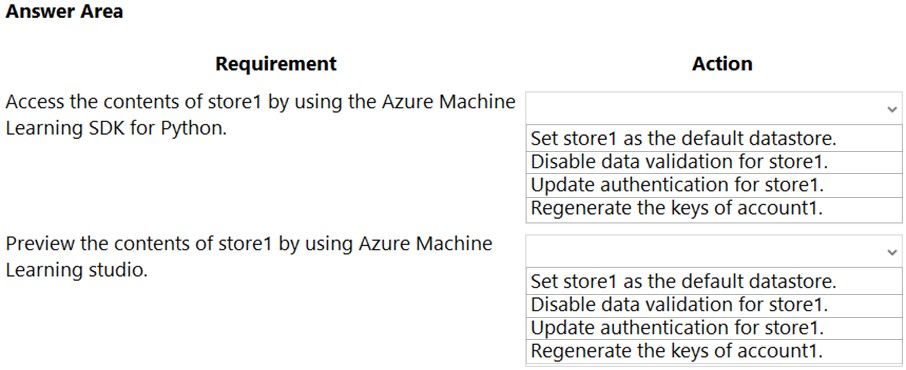 Answer Area
Requirement Action
Access the contents of store1 by using the Azure Machine
Learning SDK for Python.
Set store1 as the default datastore.
Disable data validation for store1.
Update authentication for store1.
Regenerate the keys of account1.
Preview the contents of store1 by using Azure Machine
Learning studio.
Set store1 as the default datastore.
Disable data validation for store1.
Update authentication for store1.
Regenerate the keys of account1.